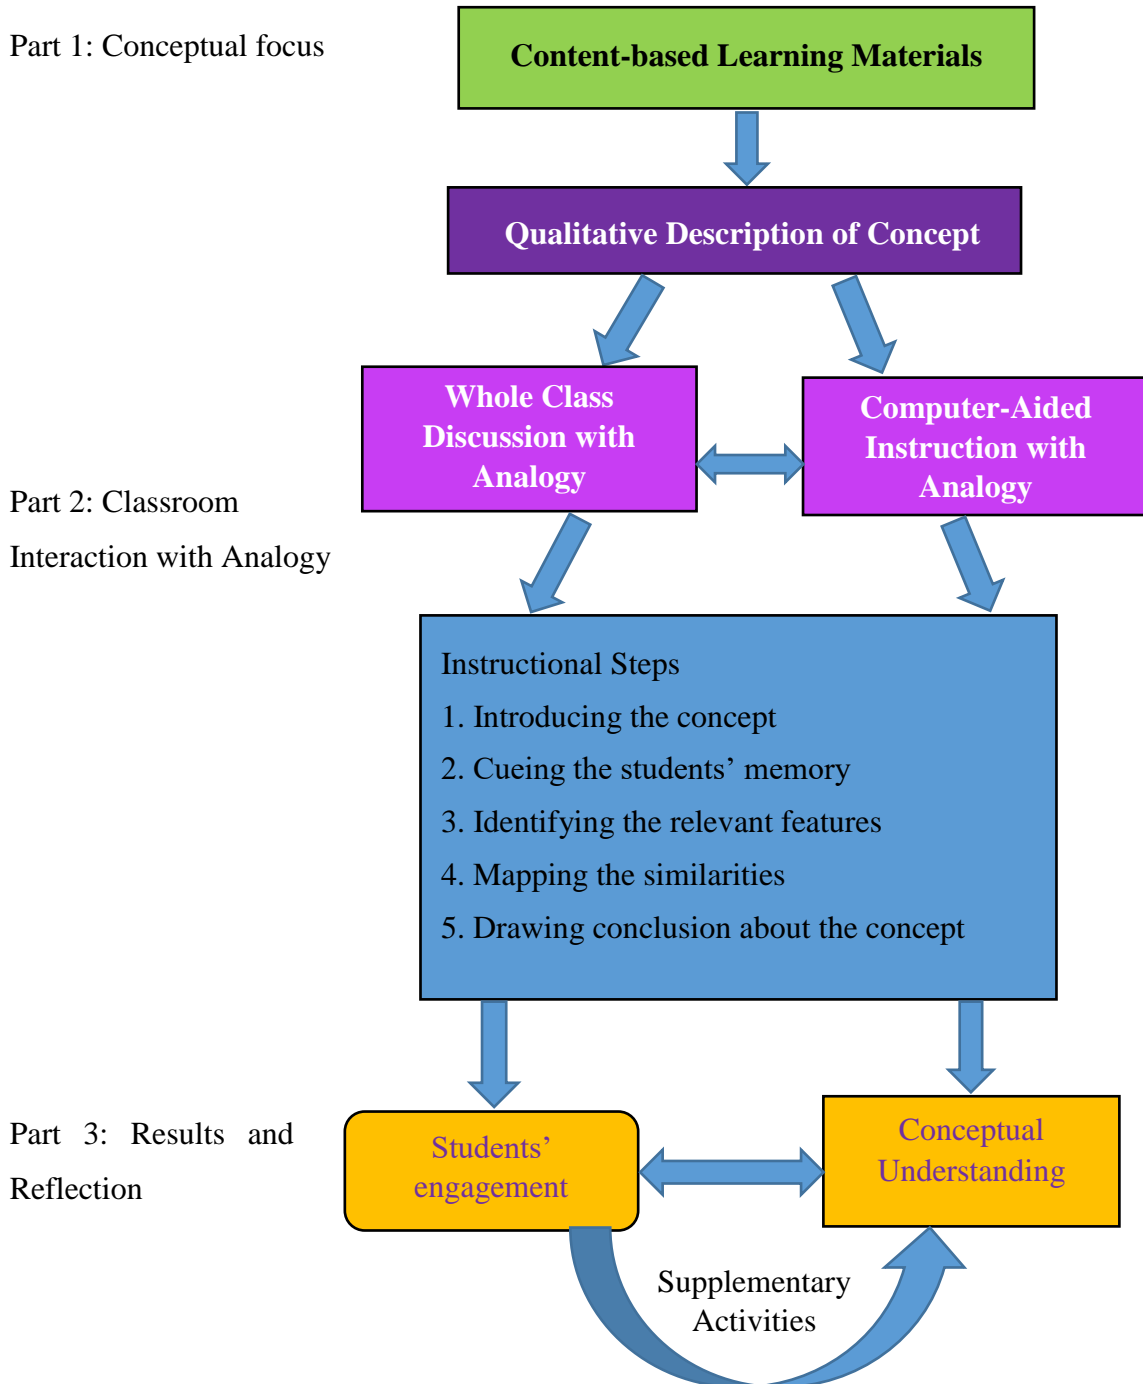 Part 1: Conceptual focus
Content-based Learning Materials
Qualitative Description of Concept
Whole Class
Discussion with
Analogy
Computer-Aided
Instruction with
Analogy
Part 2: Classroom
Interaction with Analogy
Instructional Steps
1. Introducing the concept
2. Cueing the students’ memory
3. Identifying the relevant features
4. Mapping the similarities
5. Drawing conclusion about the concept
Part 3: Results and
Reflection
Students’
engagement
Conceptual
Understanding
Supplementary
Activities